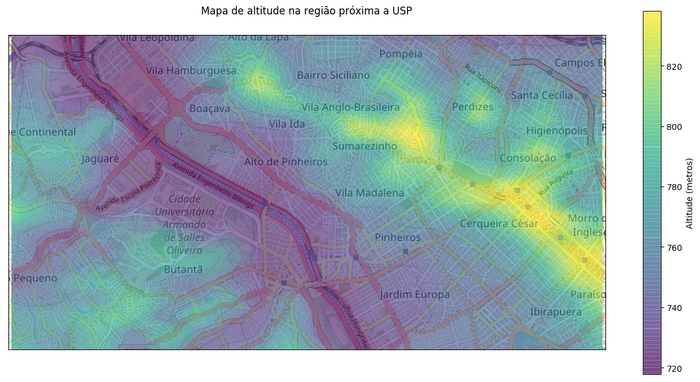 Mapa de altitude na região próxima a USP
Vila Leopoldina
Alto da Lapa
Pompéia
Campos El
Vila Hamburguesa
Bairro Siciliano
Rua Itapicuru
Santa Cecília
Avenida Engenheiro Billings
Boaçava
Vila Anglo-Brasileira
Perdizes
Vila Ida
Higienópolis
e Continental
Sumarezinho
Jaguaré
Alto de Pinheiros
Consolação
Avenida Engenheiro Billings
Avenida Escola Politécnica
Rua Augusta
Vila Madalena
Cidade
Universitária
Armando
de Salles
Oliveira
Cerqueira César
Morro d
Inglese
Pinheiros
Butantã
Pequeno
Jardim Europa
Paraíso
Ibirapuera
820
800
780
760
740
720
Altitude (metros)